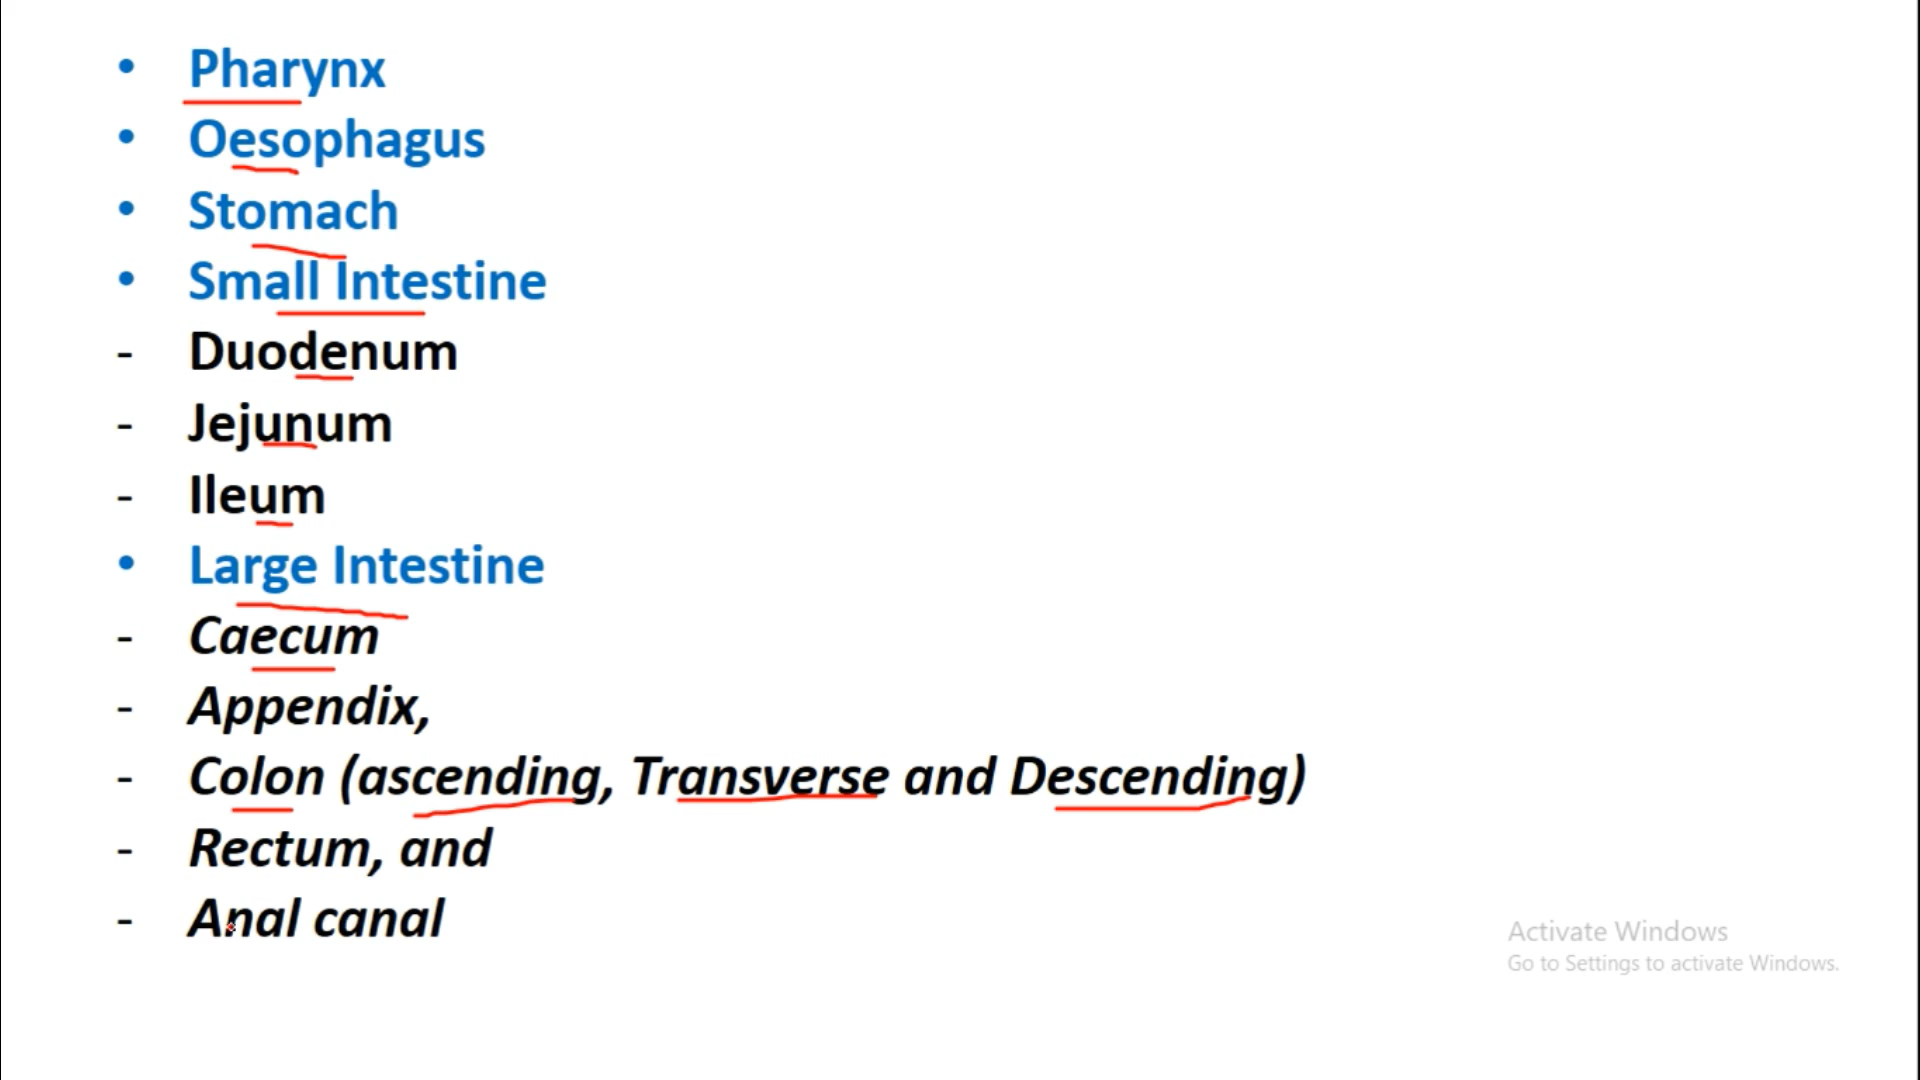 • Pharynx
• Oesophagus
• Stomach
• Small Intestine
- Duodenum
- Jejunum
- Ileum
• Large Intestine
- Caecum
- Appendix,
- Colon (ascending, Transverse and Descending)
- Rectum, and
- Anal canal
Activate Windows
Go to Settings to activate Windows.